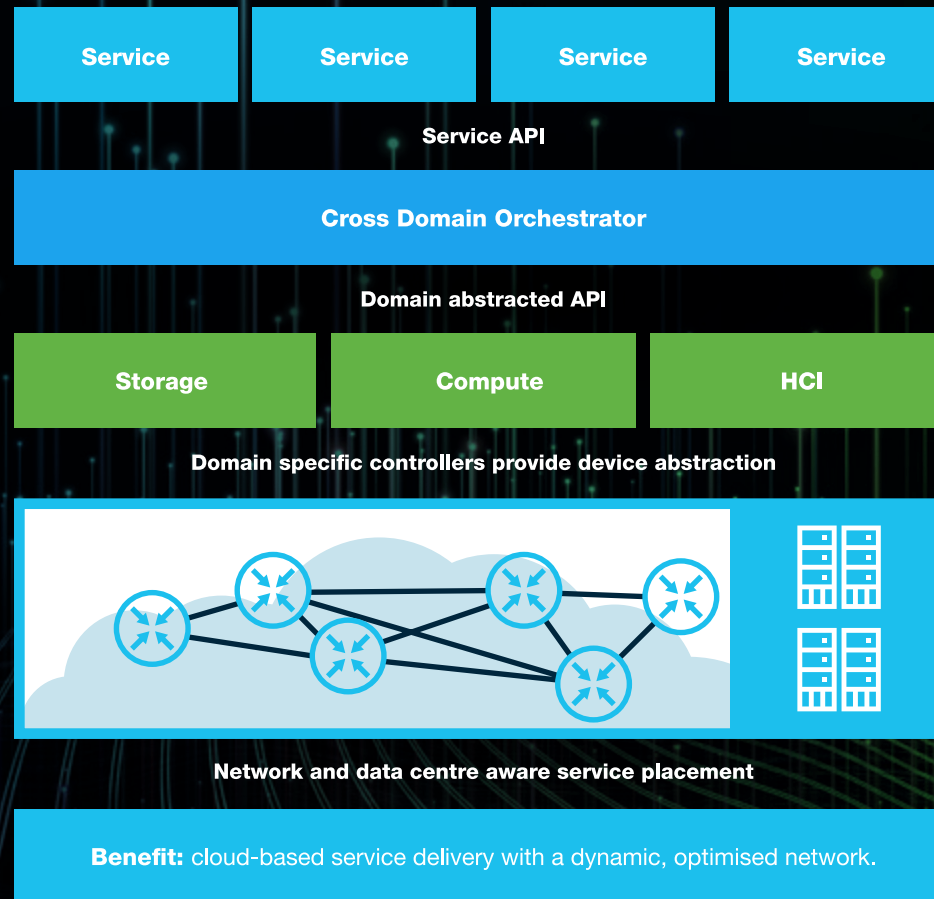 Service Service Service Service
Service API
Cross Domain Orchestrator
Domain abstracted API
Storage Compute HCI
Domain specific controllers provide device abstraction
Network and data centre aware service placement
Benefit: cloud-based service delivery with a dynamic, optimised network.